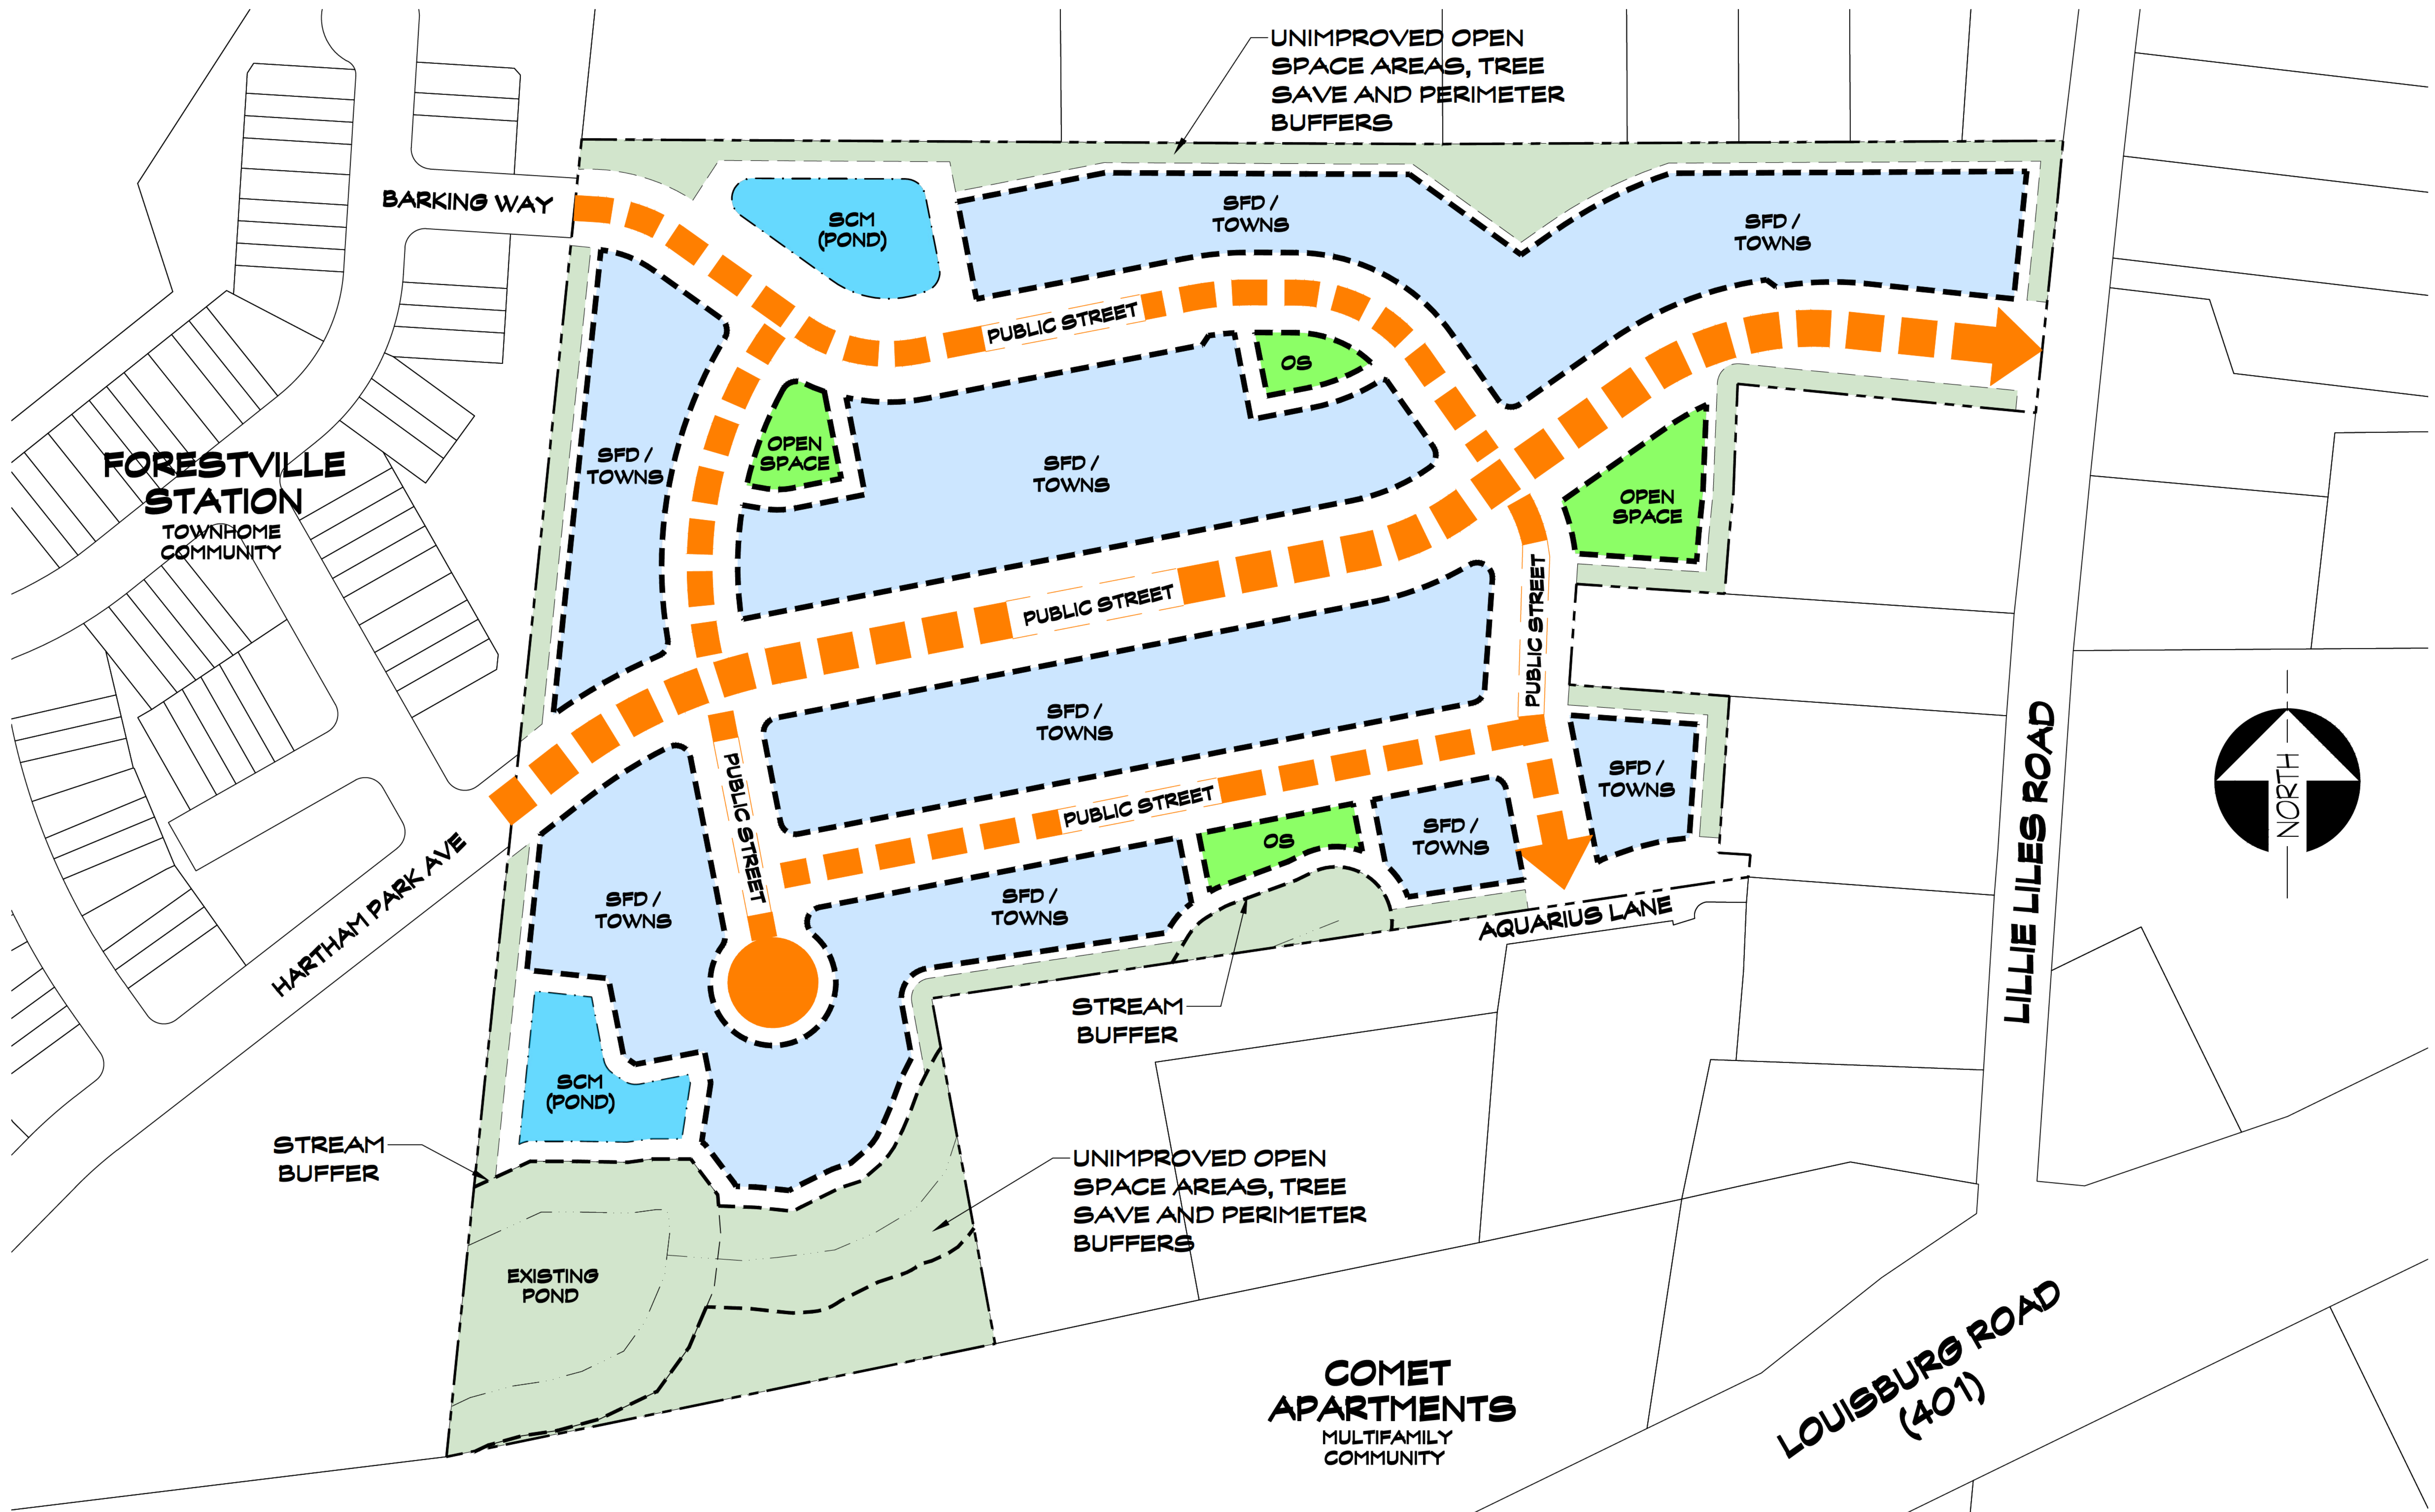 UNIMPROVED OPEN
SPACE AREAS, TREE
SAVE AND PERIMETER
BUFFERS
BARKING WAY
SCM
(POND)
SFD /
TOWNS
SFD /
TOWNS
PUBLIC STREET
OS
OPEN
SPACE
SFD /
TOWNS
SFD /
TOWNS
FORESTVILLE
STATION
TOWNHOME
COMMUNITY
OPEN
SPACE
PUBLIC STREET
PUBLIC STREET
SFD /
TOWNS
SFD /
TOWNS
PUBLIC STREET
PUBLIC STREET
OS
SFD /
TOWNS
LILLIE LILES ROAD
NORTH
HARTHAM PARK AVE
SFD /
TOWNS
SFD /
TOWNS
AQUARIUS LANE
STREAM
BUFFER
SCM
(POND)
STREAM
BUFFER
UNIMPROVED OPEN
SPACE AREAS, TREE
SAVE AND PERIMETER
BUFFERS
EXISTING
POND
COMET
APARTMENTS
MULTIFAMILY
COMMUNITY
LOUISBURG ROAD
(401)